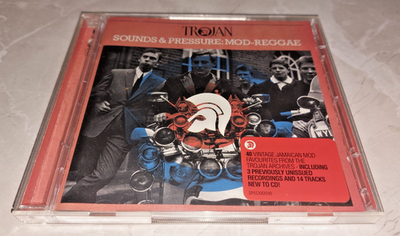 TROJAN
SOUNDS & PRESSURE: MOD-REGGAE
40 VINTAGE JAMAICAN MOD
FAVOURITES FROM THE
TROJAN ARCHIVES - INCLUDING
3 PREVIOUSLY UNISSUED
RECORDINGS AND 14 TRACKS
NEW TO CD!